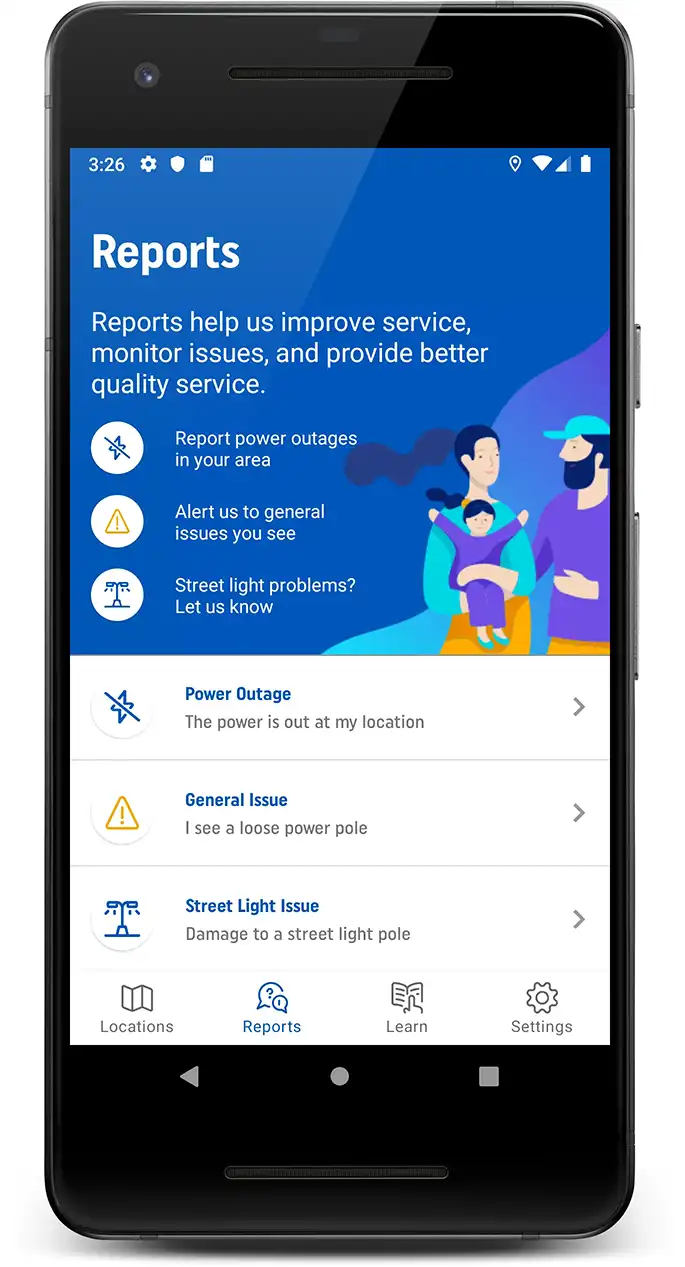 3:26
Reports
Reports help us improve service,
monitor issues, and provide better
quality service.
Report power outages
in your area
Alert us to general
issues you see
Street light problems?
Let us know
Power Outage
The power is out at my location
General Issue
I see a loose power pole
Street Light Issue
Damage to a street light pole
Locations
Reports
Learn
Settings